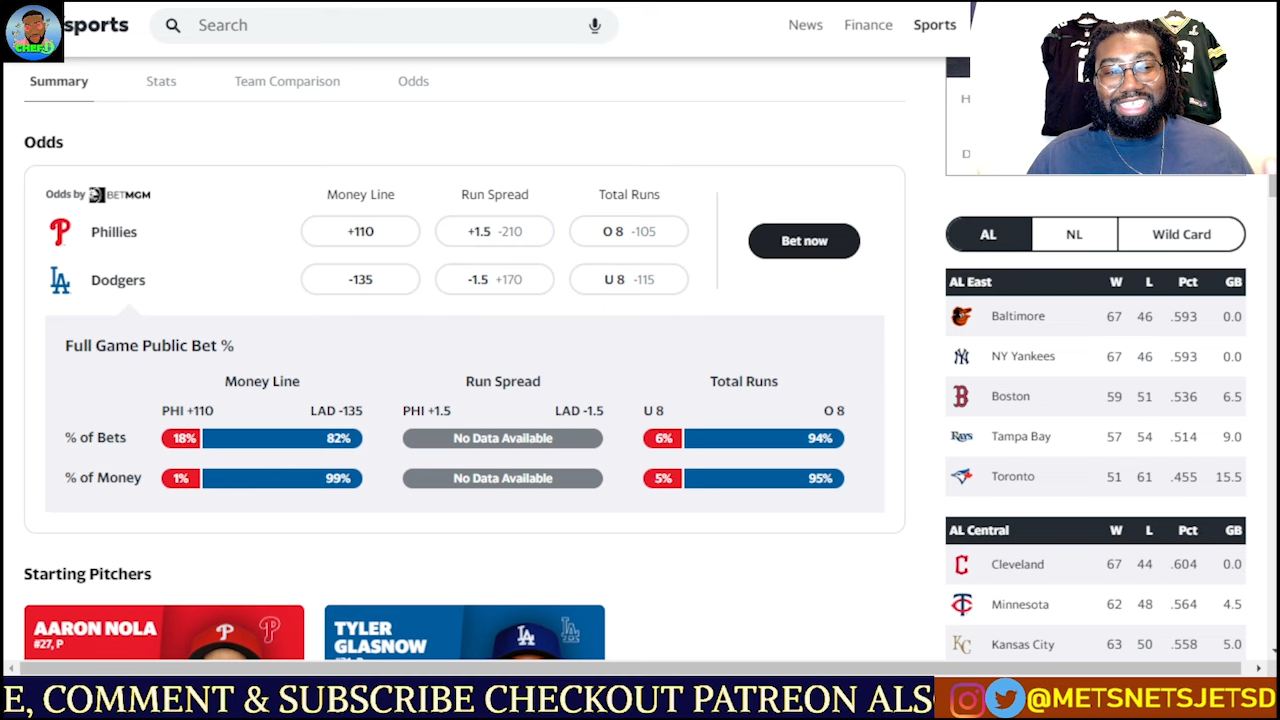 CHEF
sports
Search
News Finance Sports
Summary Stats Team Comparison Odds
H
D
Odds
Odds by BETMGM Money Line Run Spread Total Runs
Phillies +110 +1.5 -210 O 8 -105
Bet now
Dodgers -135 -1.5 +170 U 8 -115
Full Game Public Bet %
Money Line Run Spread Total Runs
PHI +110 LAD -135 PHI +1.5 LAD -1.5 U 8 O 8
% of Bets 18% 82% No Data Available 6% 94%
% of Money 1% 99% No Data Available 5% 95%
Starting Pitchers
AARON NOLA
#27, P
TYLER
GLASNOW
AL NL Wild Card
AL East W L Pct GB
Baltimore 67 46 .593 0.0
NY Yankees 67 46 .593 0.0
Boston 59 51 .536 6.5
Tampa Bay 57 54 .514 9.0
Toronto 51 61 .455 15.5
AL Central W L Pct GB
Cleveland 67 44 .604 0.0
Minnesota 62 48 .564 4.5
Kansas City 63 50 .558 5.0
E, COMMENT & SUBSCRIBE CHECKOUT PATREON ALS
@METSNETSJETSD